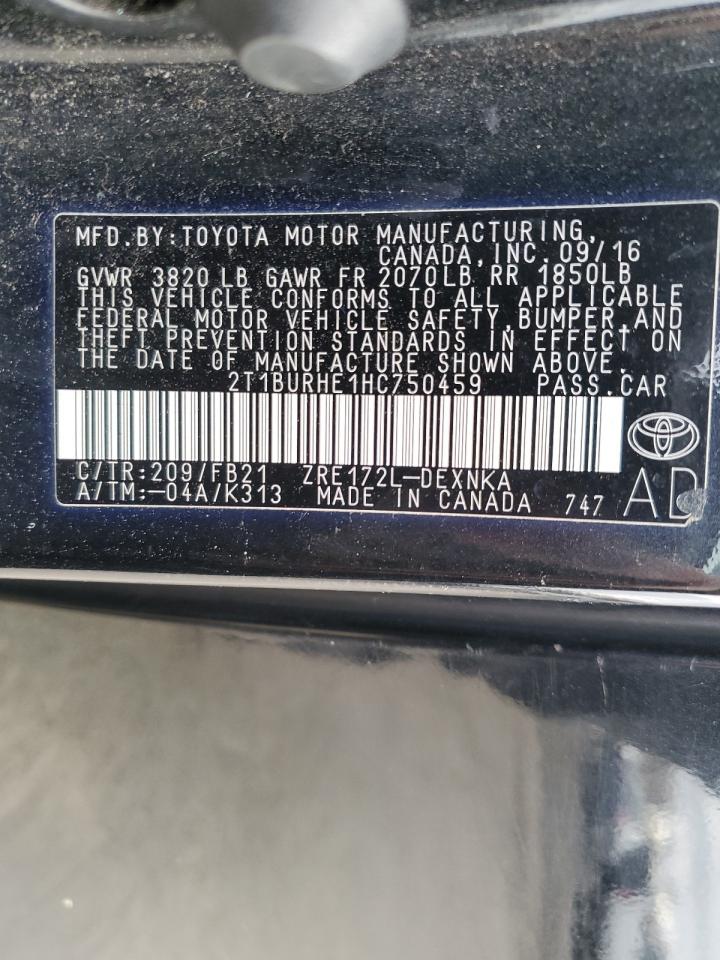 MFD.BY:TOYOTA MOTOR MANUFACTURING,
CANADA,INC. 09/16
GVWR 3820 LB GAWR FR 2070LB RR 1850LB
THIS VEHICLE CONFORMS TO ALL APPLICABLE
FEDERAL MOTOR VEHICLE SAFETY,BUMPER,AND
THEFT PREVENTION STANDARDS IN EFFECT ON
THE DATE OF MANUFACTURE SHOWN ABOVE.
2T1BURHE1HC750459 PASS.CAR
C/TR:209/FB21 ZRE172L-DEXNKA
A/TM:-04A/K313 MADE IN CANADA 747 AD